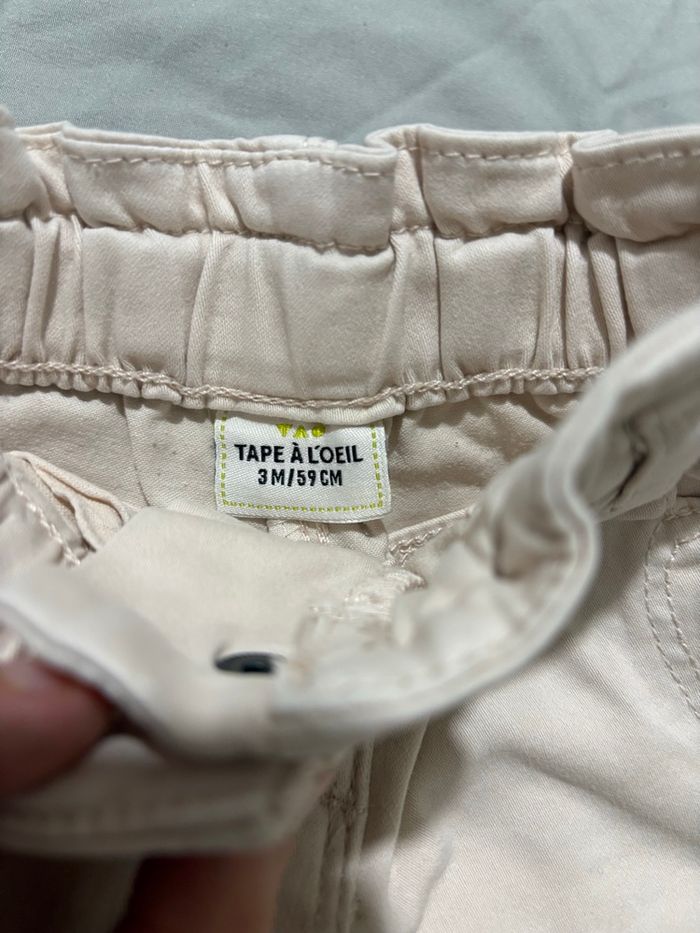 TAO
TAPE À L'OEIL
3M/59CM